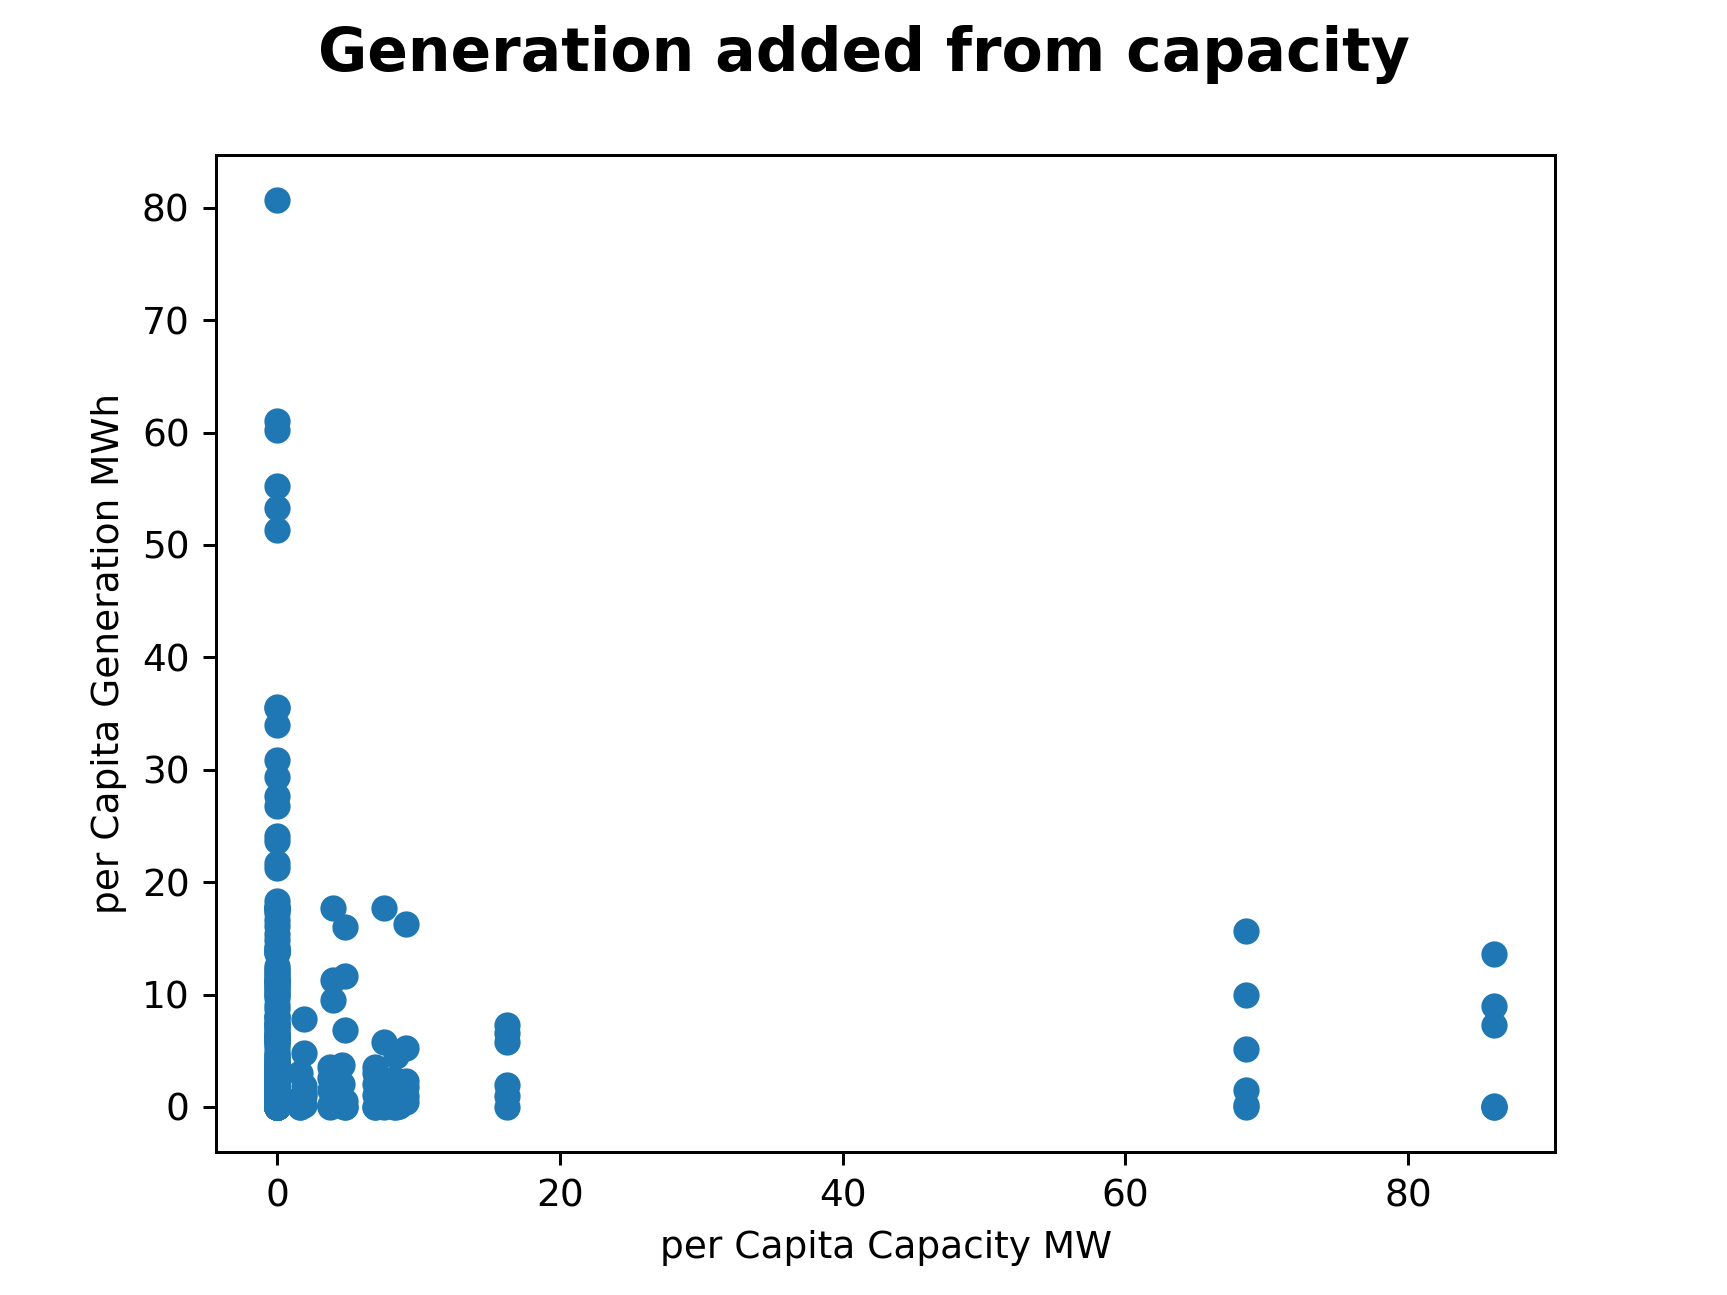 Generation added from capacity
80
70
60
50
40
30
20
10
0
per Capita Generation MWh
0 20 40 60 80
per Capita Capacity MW